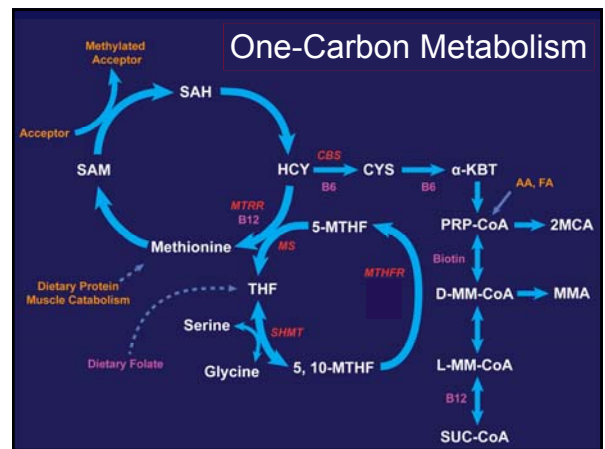 One-Carbon Metabolism
Methylated
Acceptor
SAH
Acceptor
SAM
HCY
CBS
B6
CYS
B6
α-KBT
AA, FA
MTRR
B12
5-MTHF
PRP-CoA
2MCA
Methionine
MS
Biotin
MTHFR
Dietary Protein
Muscle Catabolism
THF
D-MM-CoA
MMA
Serine
SHMT
Dietary Folate
Glycine
5, 10-MTHF
L-MM-CoA
B12
SUC-CoA